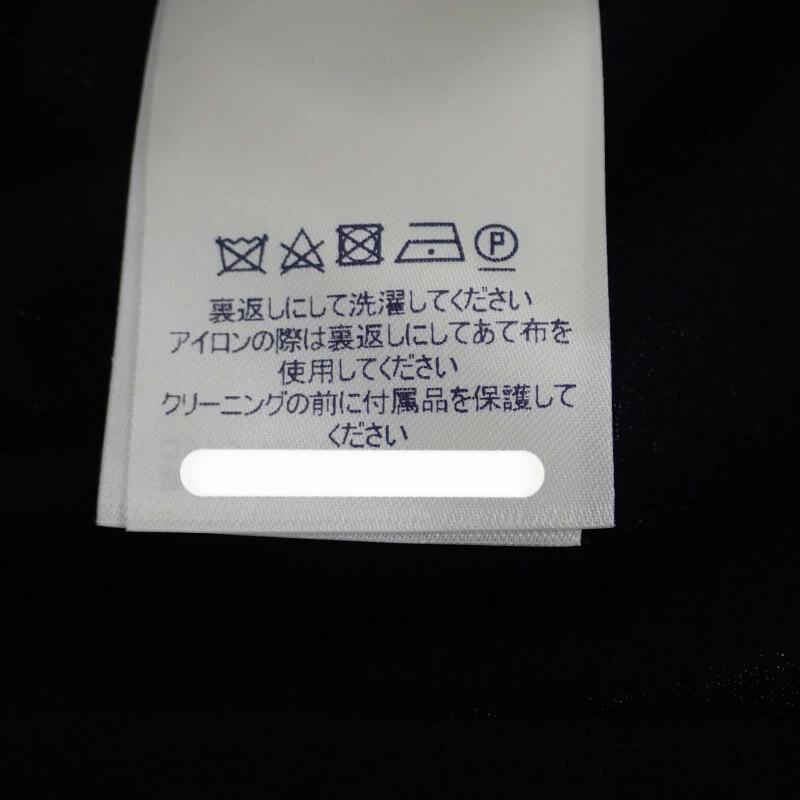 P
裏返しにして洗濯してください
アイロンの際は裏返しにしてあて布を
使用してください
クリーニングの前に付属品を保護して
ください